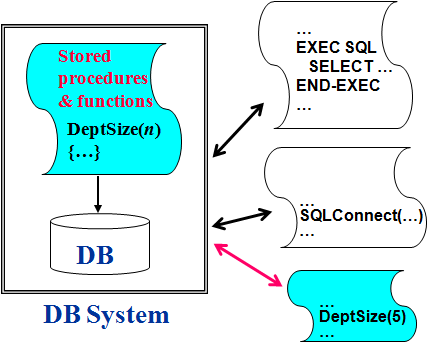 Stored
procedures
& functions
DeptSize(n)
{…}
DB
DB System
…
EXEC SQL
SELECT …
END-EXEC
…
…
SQLConnect(…)
…
…
DeptSize(5)
…